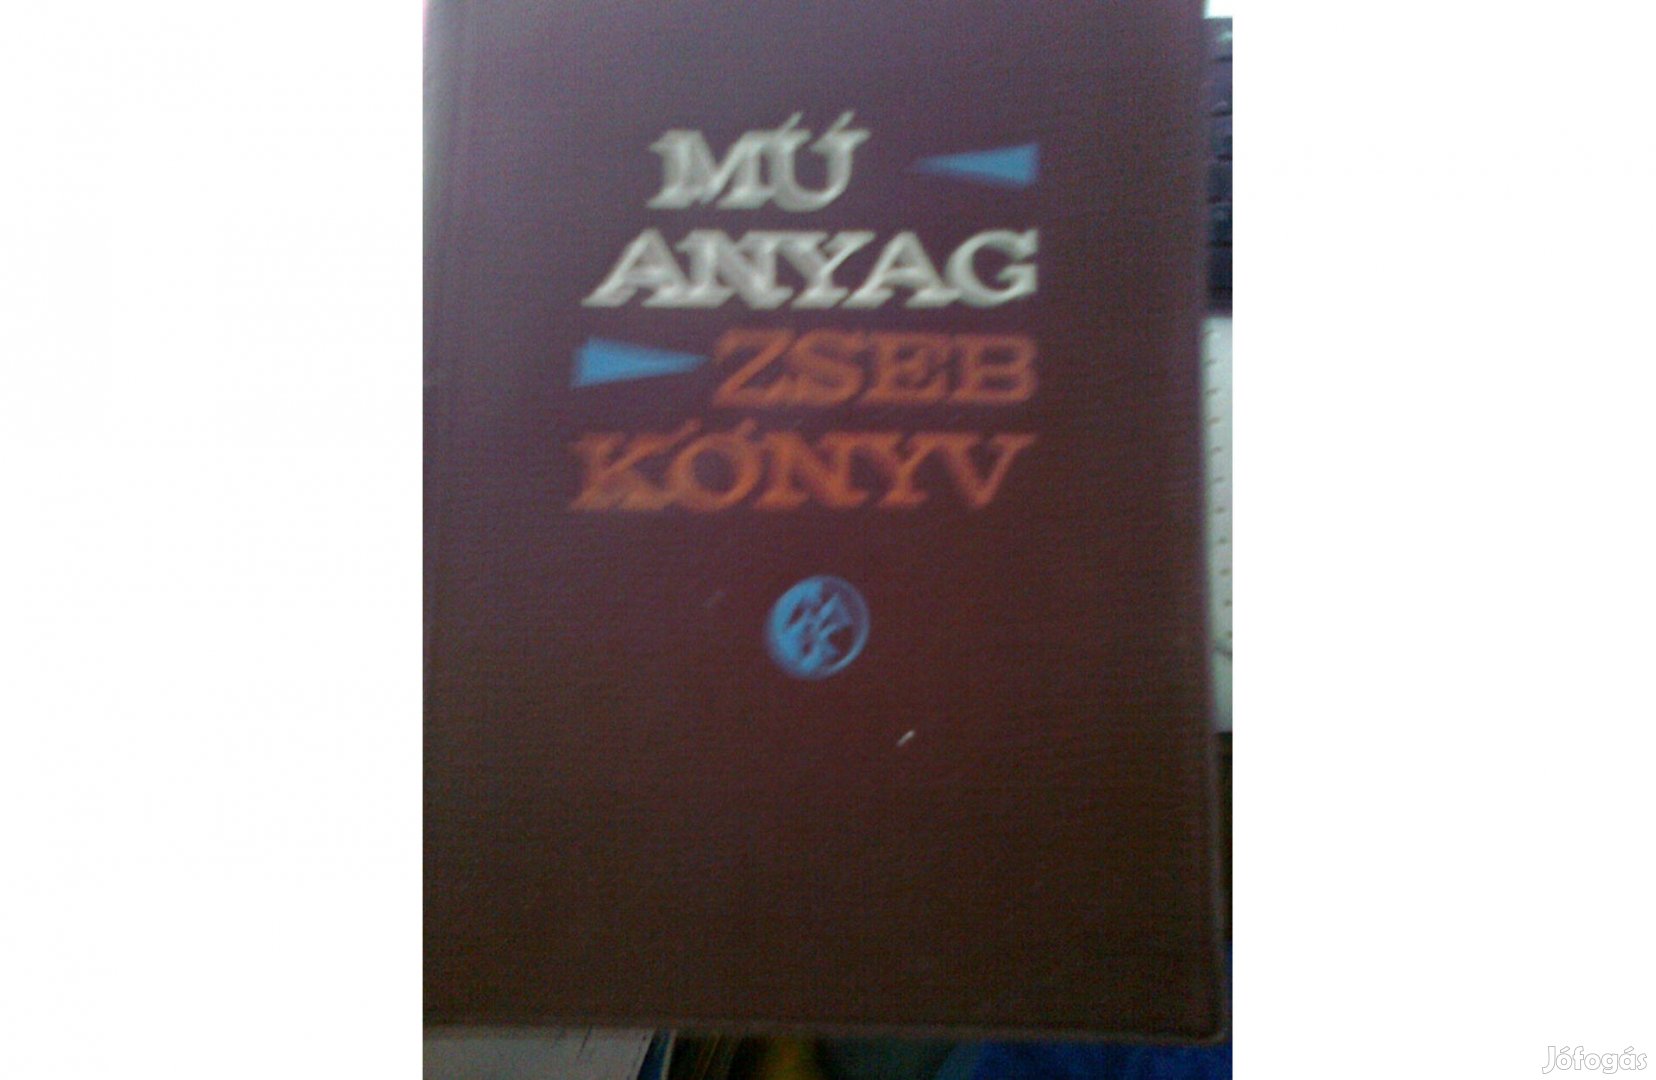 MŰ
ANYAG
ZSEB
KÖNYV
Jófogás